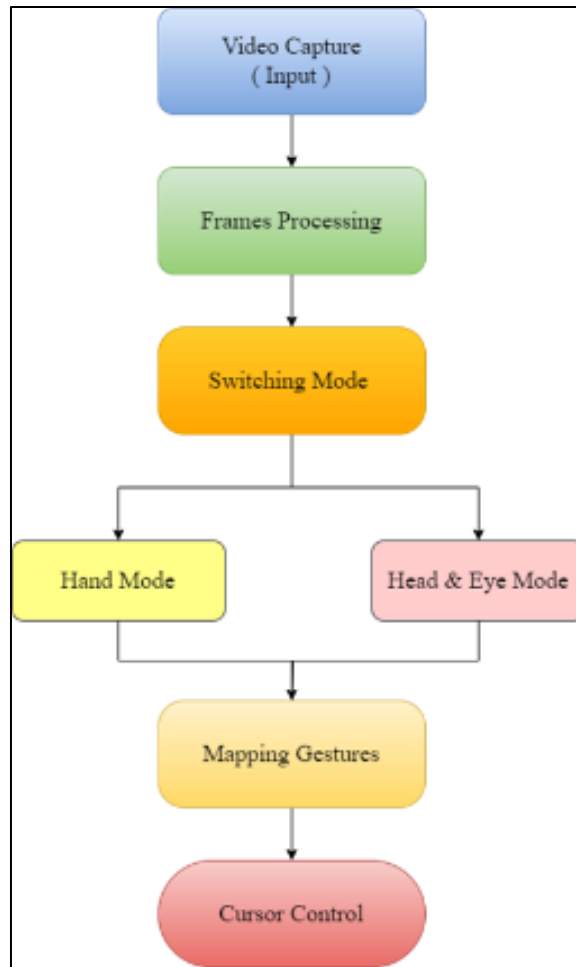 Video Capture
( Input )
Frames Processing
Switching Mode
Hand Mode
Head & Eye Mode
Mapping Gestures
Cursor Control